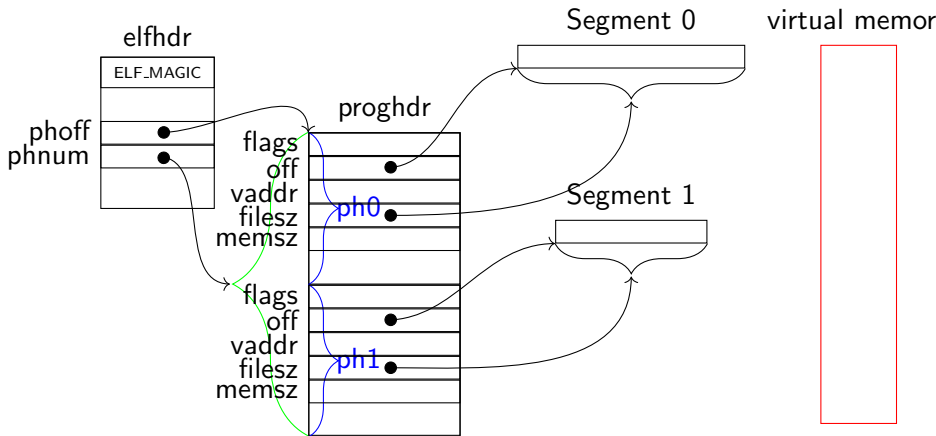 elfhdr
ELF_MAGIC
phoff
phnum
proghdr
flags
off
vaddr
filesz
memsz
ph0
flags
off
vaddr
filesz
memsz
ph1
Segment 0
Segment 1
virtual memor